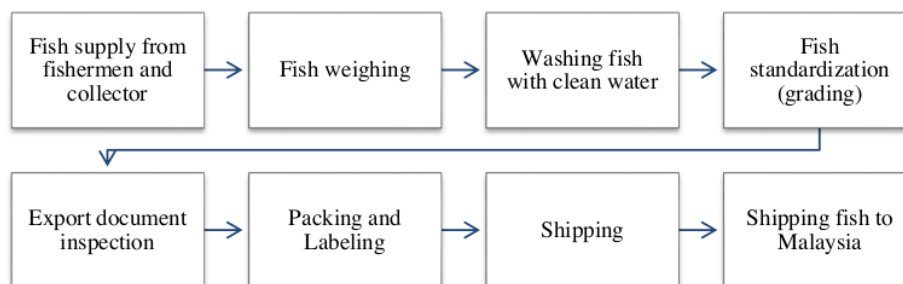 Fish supply from
fishermen and
collector
Fish weighing
Washing fish
with clean water
Fish
standardization
(grading)
Export document
inspection
Packing and
Labeling
Shipping
Shipping fish to
Malaysia